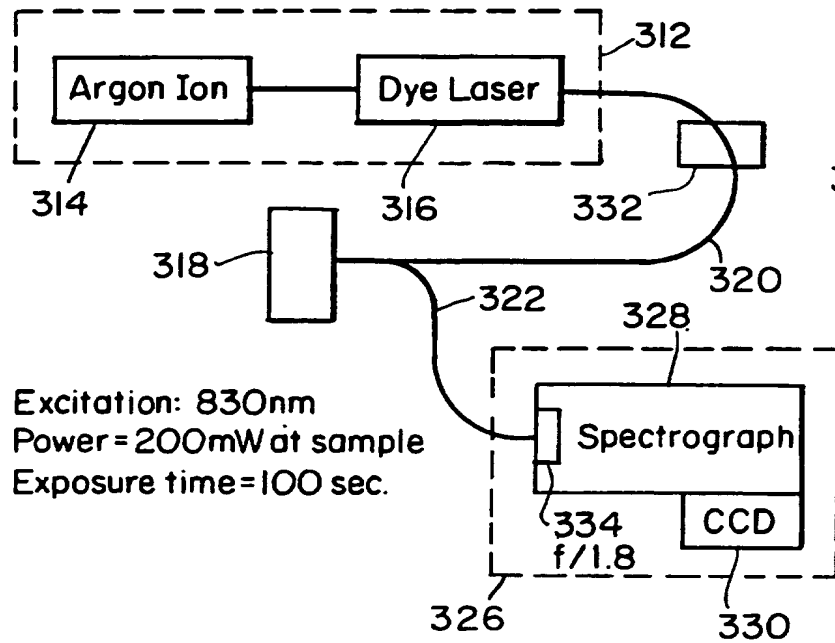 312
Argon Ion
Dye Laser
314
316
332
318
320
322
328
Excitation: 830nm
Power=200mW at sample
Exposure time=100 sec.
Spectrograph
334
f/1.8
CCD
326
330